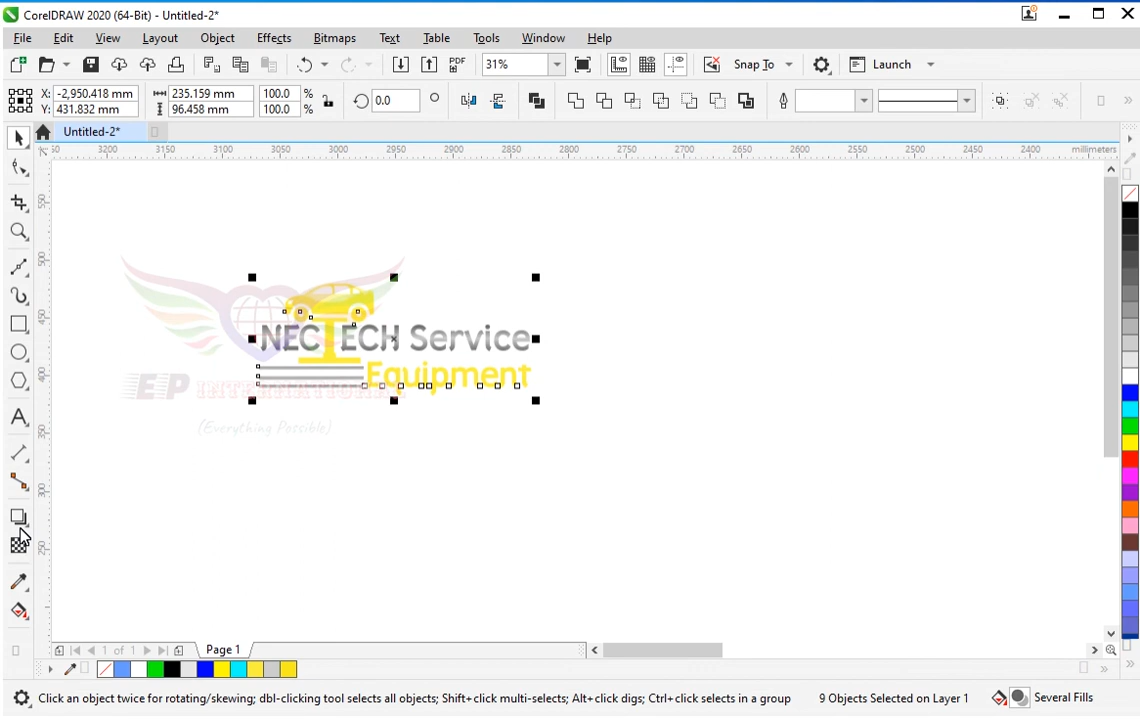 CorelDRAW 2020 (64-Bit) - Untitled-2*
File Edit View Layout Object Effects Bitmaps Text Table Tools Window Help
PDF 31% Snap To Launch
X: -2,950.418 mm 235.159 mm 100.0 %
Y: 431.832 mm 96.458 mm 100.0 % 0.0
Untitled-2*
3200 3150 3100 3050 3000 2950 2900 2850 2800 2750 2700 2650 2600 2550 2500 2450 2400 millimeters
NECTECH Service
Equipment
EP INTERNATIONAL
(Everything Possible)
1 of 1 Page 1
Click an object twice for rotating/skewing; dbl-clicking tool selects all objects; Shift+click multi-selects; Alt+click digs; Ctrl+click selects in a group 9 Objects Selected on Layer 1 Several Fills